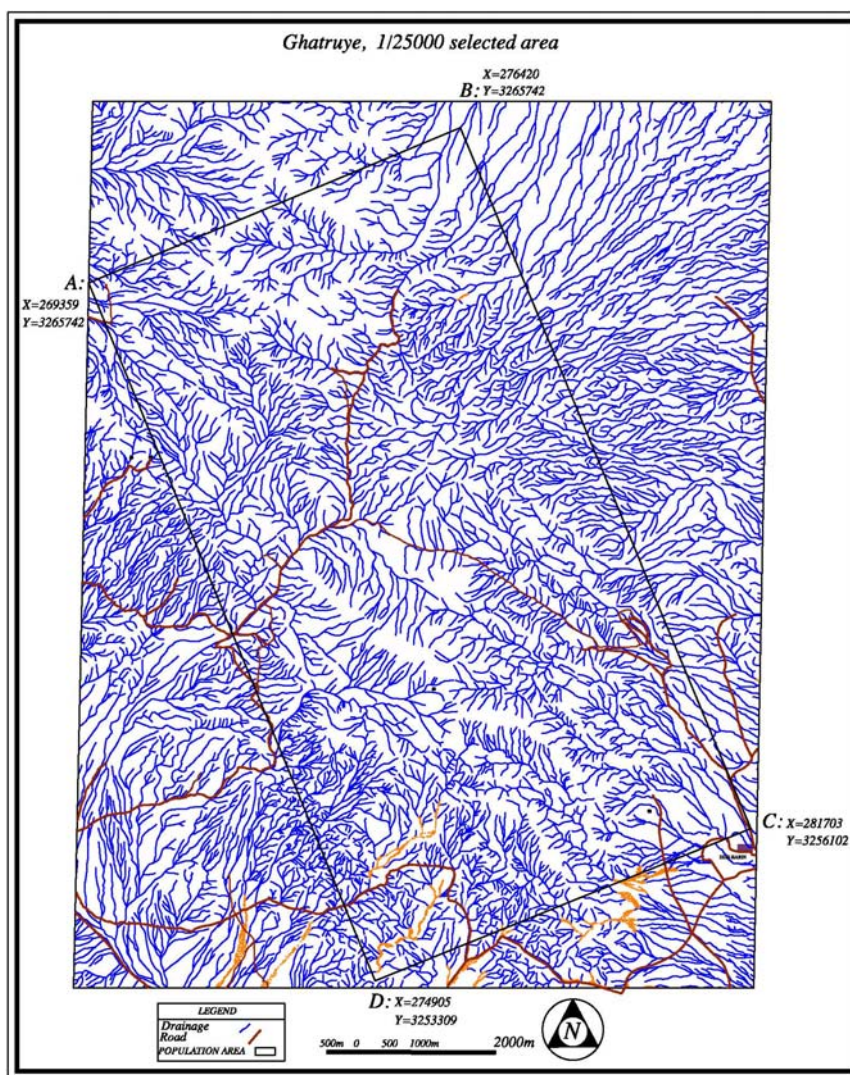 Ghatruye, 1/25000 selected area
X=276420
B: Y=3265742
A:
X=269359
Y=3265742
C: X=281703
Y=3256102
D: X=274905
Y=3253309
LEGEND
Drainage
Road
POPULATION AREA
500m 0 500 1000m 2000m
N